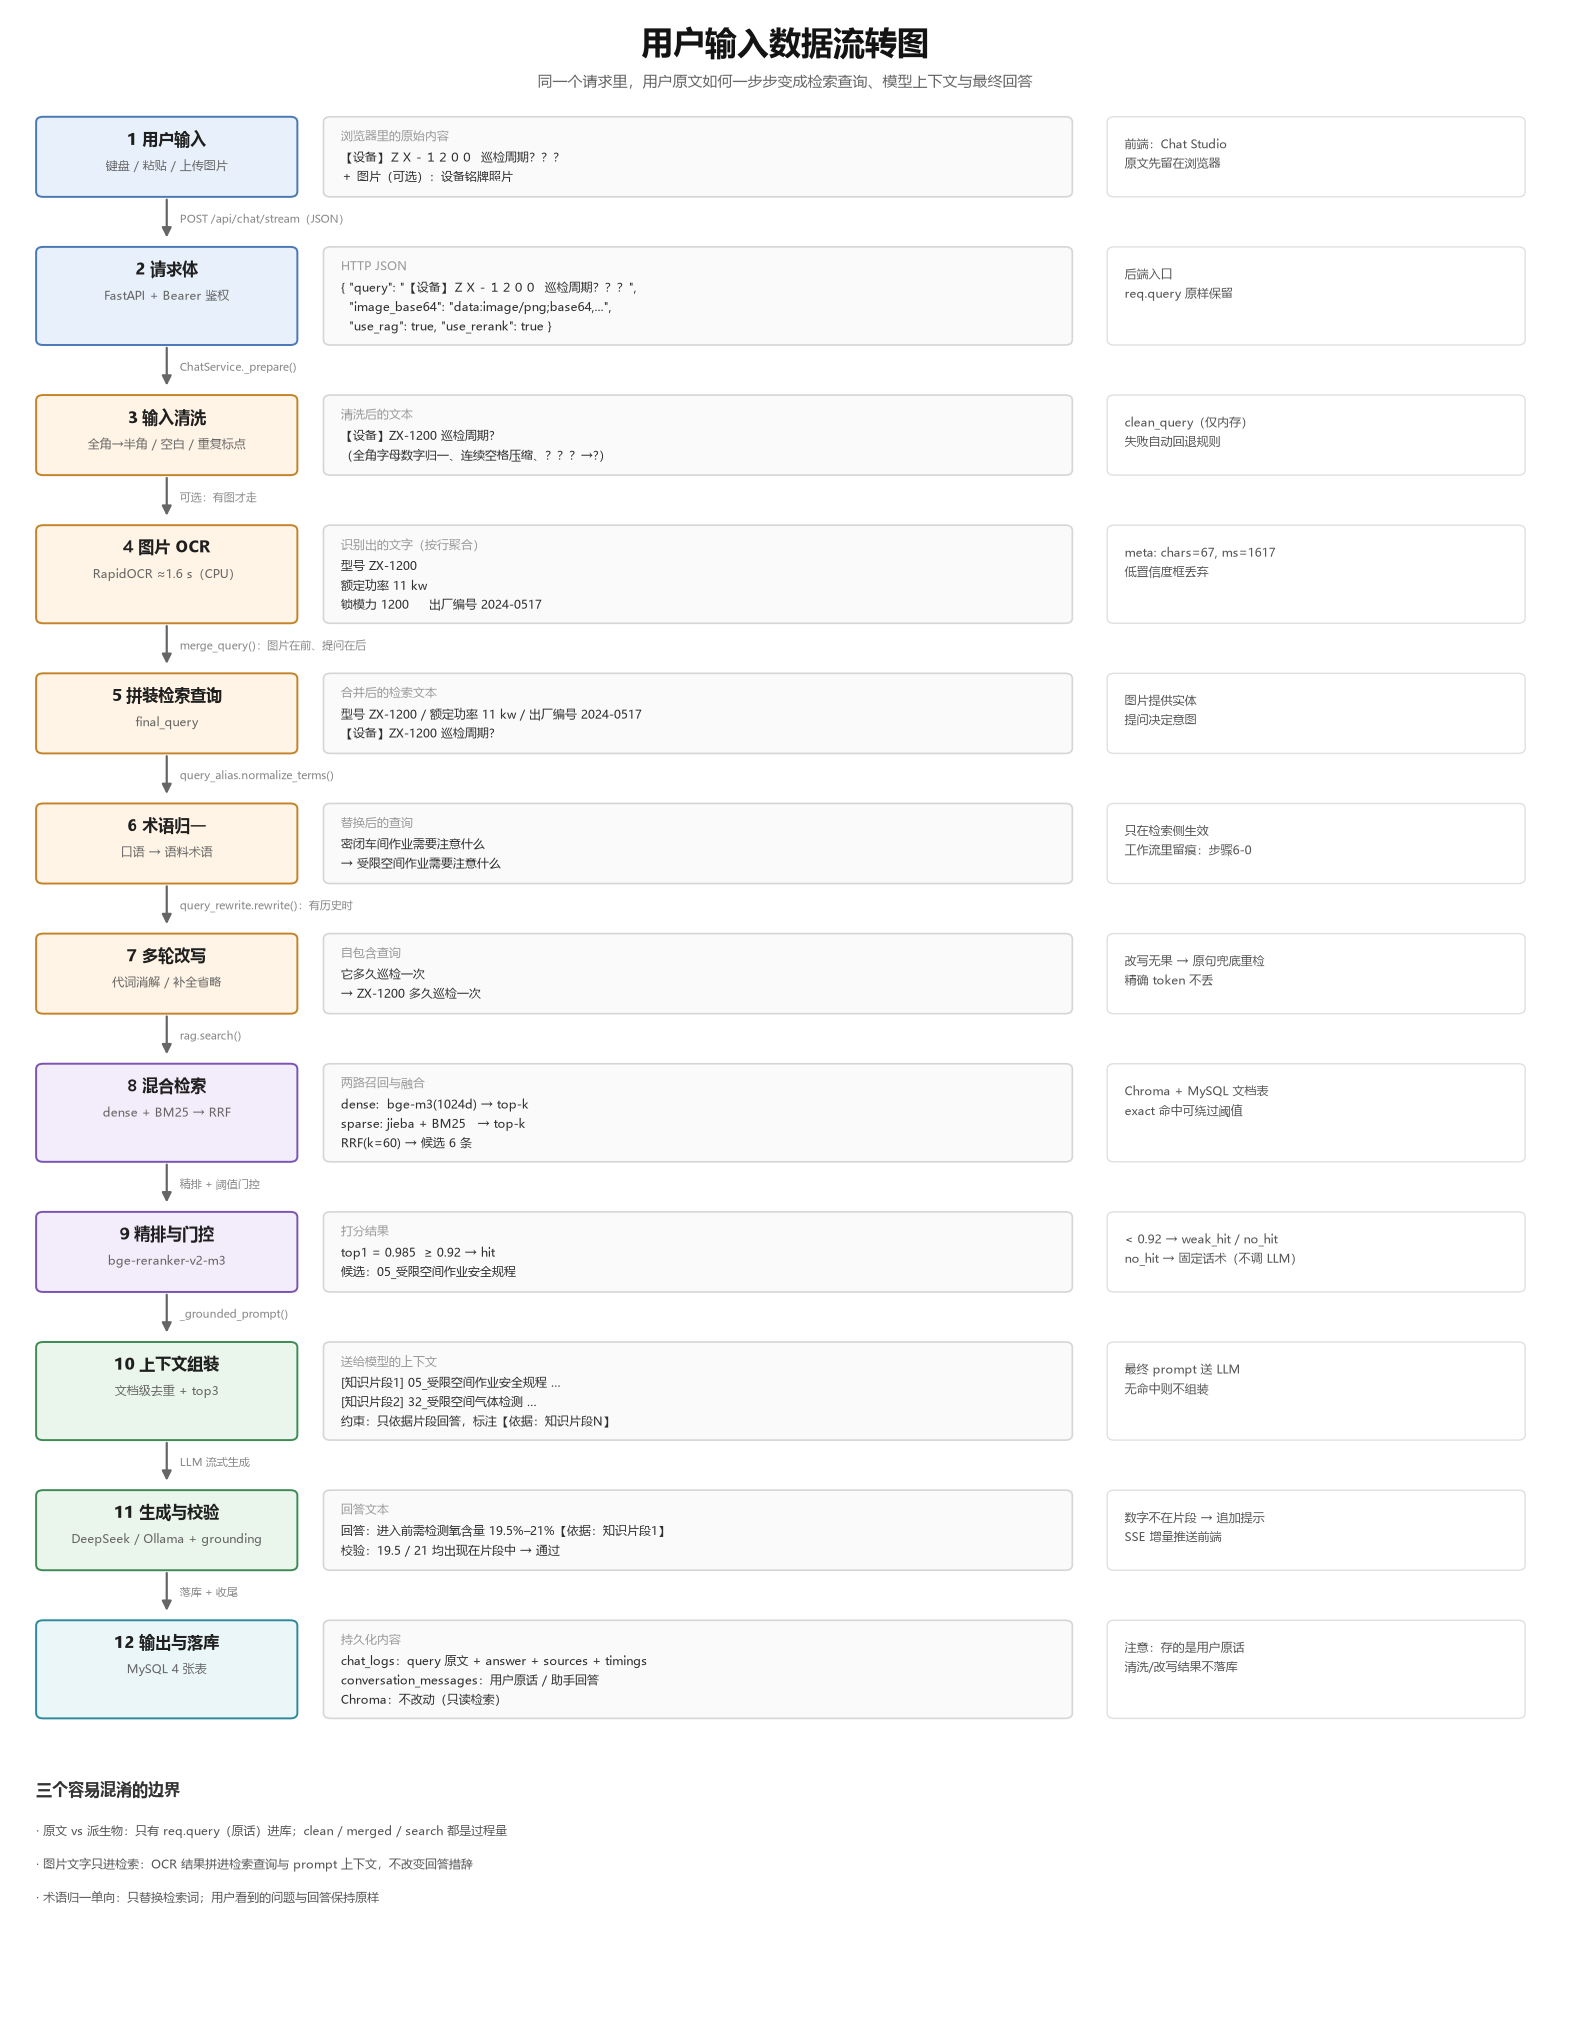 用户输入数据流转图
同一个请求里，用户原文如何一步步变成检索查询、模型上下文与最终回答
1 用户输入
键盘 / 粘贴 / 上传图片
浏览器里的原始内容
【设备】ＺＸ－１２００　巡检周期？？？
+ 图片（可选）：设备铭牌照片
前端：Chat Studio
原文先留在浏览器
POST /api/chat/stream（JSON）
2 请求体
FastAPI + Bearer 鉴权
HTTP JSON
{ "query": "【设备】ＺＸ－１２００　巡检周期？？？",
"image_base64": "data:image/png;base64,...",
"use_rag": true, "use_rerank": true }
后端入口
req.query 原样保留
ChatService._prepare()
3 输入清洗
全角→半角 / 空白 / 重复标点
清洗后的文本
【设备】ZX-1200 巡检周期?
（全角字母数字归一、连续空格压缩、？？？→?）
clean_query（仅内存）
失败自动回退规则
可选：有图才走
4 图片 OCR
RapidOCR ≈1.6 s（CPU）
识别出的文字（按行聚合）
型号 ZX-1200
额定功率 11 kw
锁模力 1200 出厂编号 2024-0517
meta: chars=67, ms=1617
低置信度框丢弃
merge_query()：图片在前、提问在后
5 拼装检索查询
final_query
合并后的检索文本
型号 ZX-1200 / 额定功率 11 kw / 出厂编号 2024-0517
【设备】ZX-1200 巡检周期?
图片提供实体
提问决定意图
query_alias.normalize_terms()
6 术语归一
口语 → 语料术语
替换后的查询
密闭车间作业需要注意什么
→ 受限空间作业需要注意什么
只在检索侧生效
工作流里留痕：步骤6-0
query_rewrite.rewrite()：有历史时
7 多轮改写
代词消解 / 补全省略
自包含查询
它多久巡检一次
→ ZX-1200 多久巡检一次
改写无果 → 原句兜底重检
精确 token 不丢
rag.search()
8 混合检索
dense + BM25 → RRF
两路召回与融合
dense: bge-m3(1024d) → top-k
sparse: jieba + BM25 → top-k
RRF(k=60) → 候选 6 条
Chroma + MySQL 文档表
exact 命中可绕过阈值
精排 + 阈值门控
9 精排与门控
bge-reranker-v2-m3
打分结果
top1 = 0.985 ≥ 0.92 → hit
候选：05_受限空间作业安全规程
< 0.92 → weak_hit / no_hit
no_hit → 固定话术（不调 LLM）
_grounded_prompt()
10 上下文组装
文档级去重 + top3
送给模型的上下文
[知识片段1] 05_受限空间作业安全规程 ...
[知识片段2] 32_受限空间气体检测 ...
约束：只依据片段回答，标注【依据：知识片段N】
最终 prompt 送 LLM
无命中则不组装
LLM 流式生成
11 生成与校验
DeepSeek / Ollama + grounding
回答文本
回答：进入前需检测氧含量 19.5%–21%【依据：知识片段1】
校验：19.5 / 21 均出现在片段中 → 通过
数字不在片段 → 追加提示
SSE 增量推送前端
落库 + 收尾
12 输出与落库
MySQL 4 张表
持久化内容
chat_logs：query 原文 + answer + sources + timings
conversation_messages：用户原话 / 助手回答
Chroma：不改动（只读检索）
注意：存的是用户原话
清洗/改写结果不落库
三个容易混淆的边界
· 原文 vs 派生物：只有 req.query（原话）进库；clean / merged / search 都是过程量
· 图片文字只进检索：OCR 结果拼进检索查询与 prompt 上下文，不改变回答措辞
· 术语归一单向：只替换检索词；用户看到的问题与回答保持原样